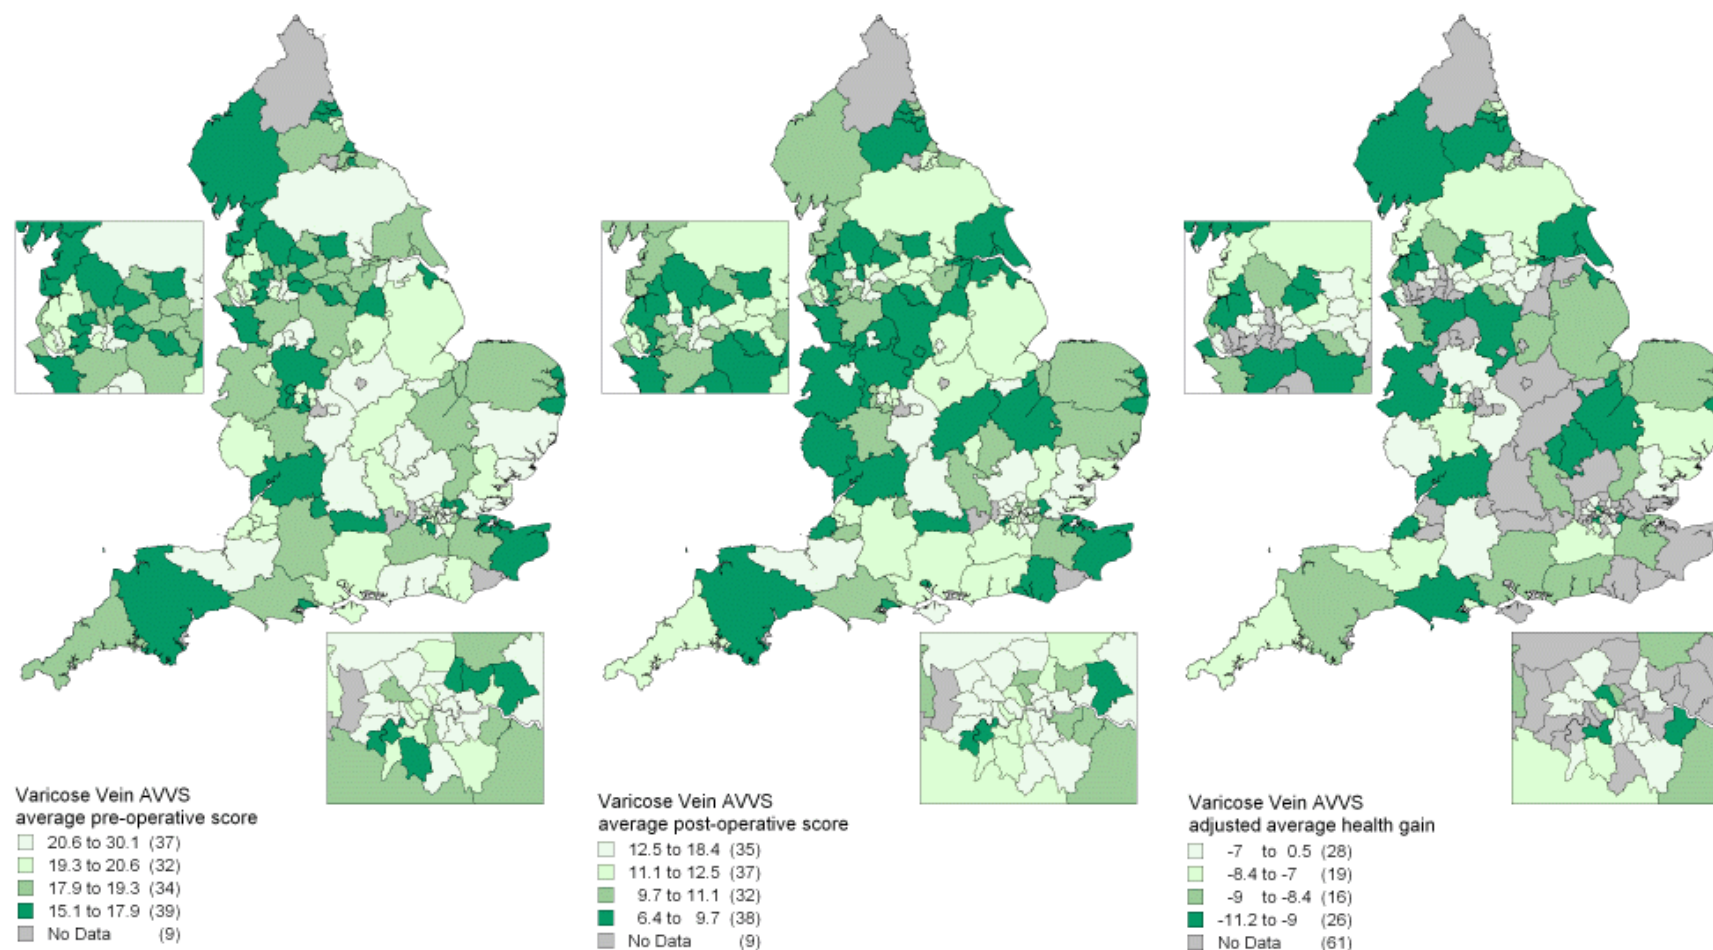 Varicose Vein AVVS
average pre-operative score
20.6 to 30.1 (37)
19.3 to 20.6 (32)
17.9 to 19.3 (34)
15.1 to 17.9 (39)
No Data (9)
Varicose Vein AVVS
average post-operative score
12.5 to 18.4 (35)
11.1 to 12.5 (37)
9.7 to 11.1 (32)
6.4 to 9.7 (38)
No Data (9)
Varicose Vein AVVS
adjusted average health gain
-7 to 0.5 (28)
-8.4 to -7 (19)
-9 to -8.4 (16)
-11.2 to -9 (26)
No Data (61)